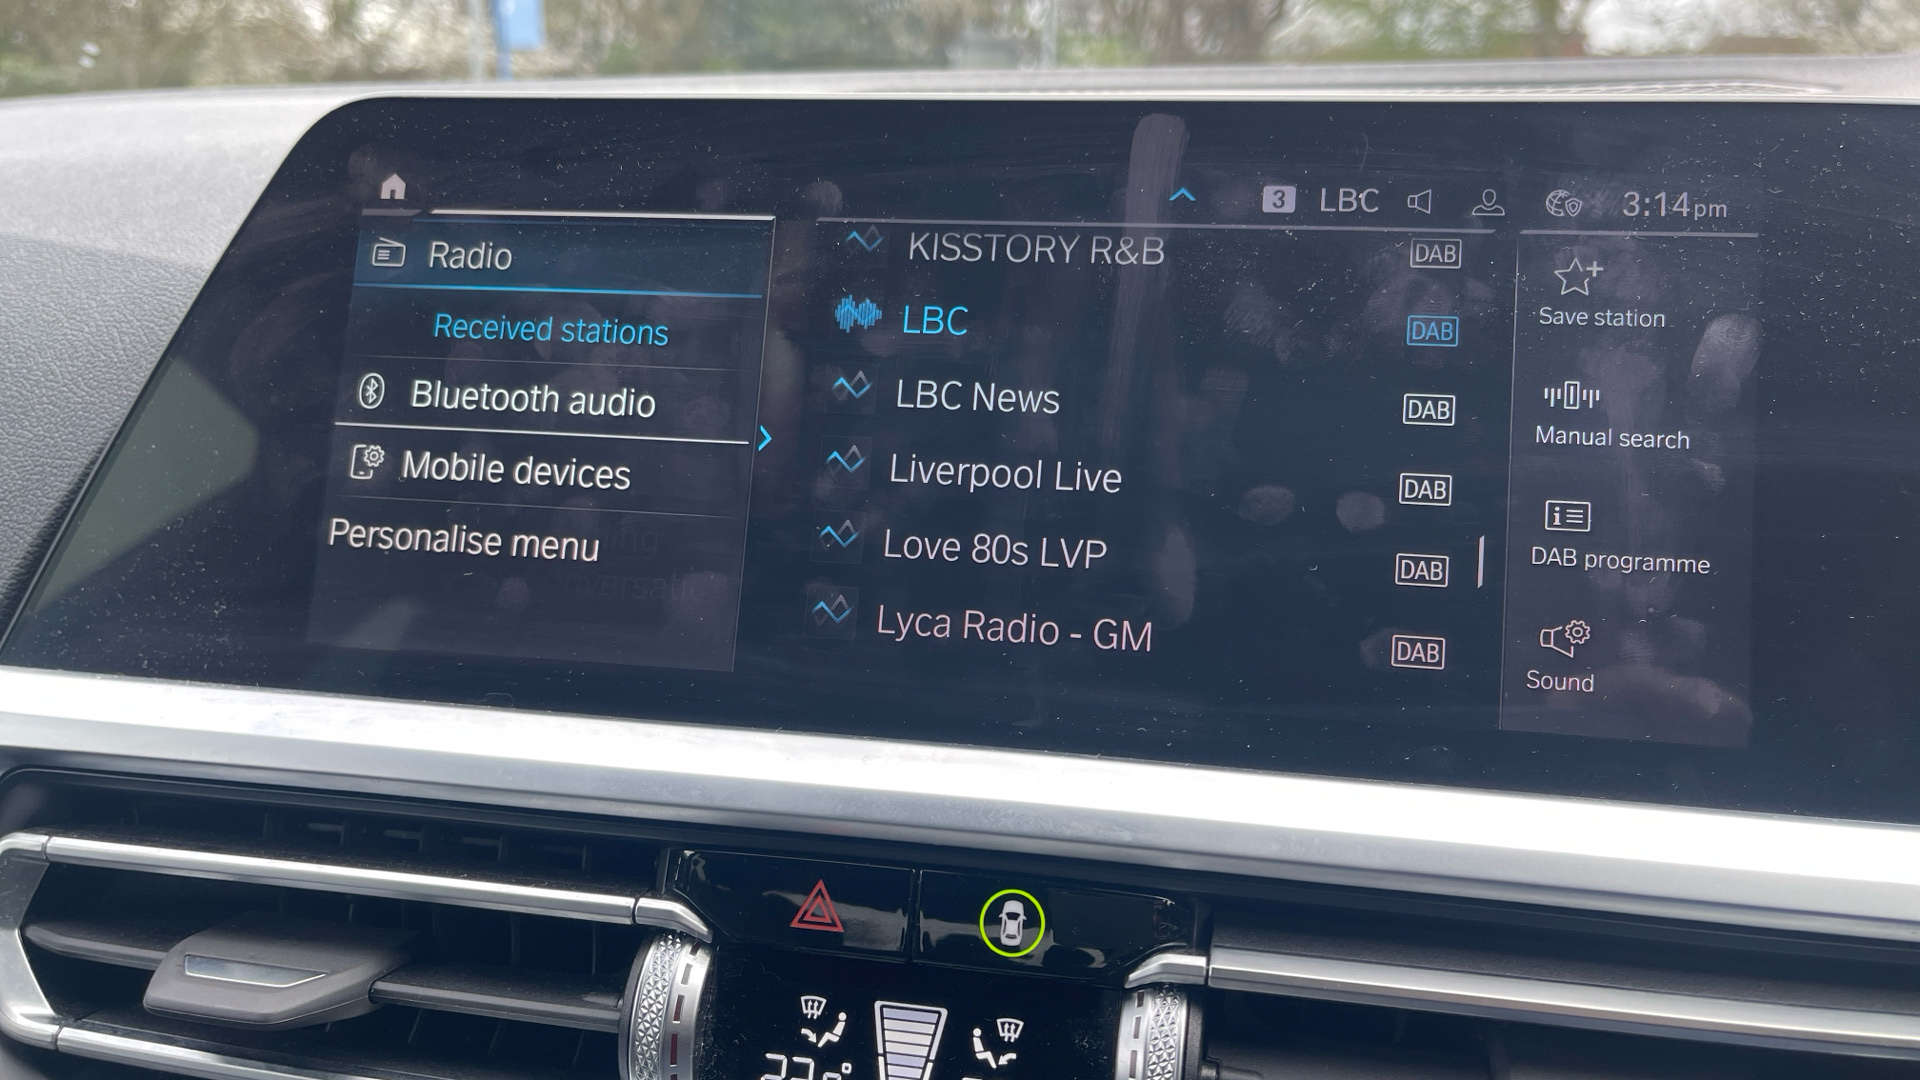 3 LBC 3:14pm
Radio
Received stations
Bluetooth audio
Mobile devices
Personalise menu
KISSTORY R&B DAB
LBC DAB
LBC News DAB
Liverpool Live DAB
Love 80s LVP DAB
Lyca Radio - GM DAB
Save station
Manual search
DAB programme
Sound